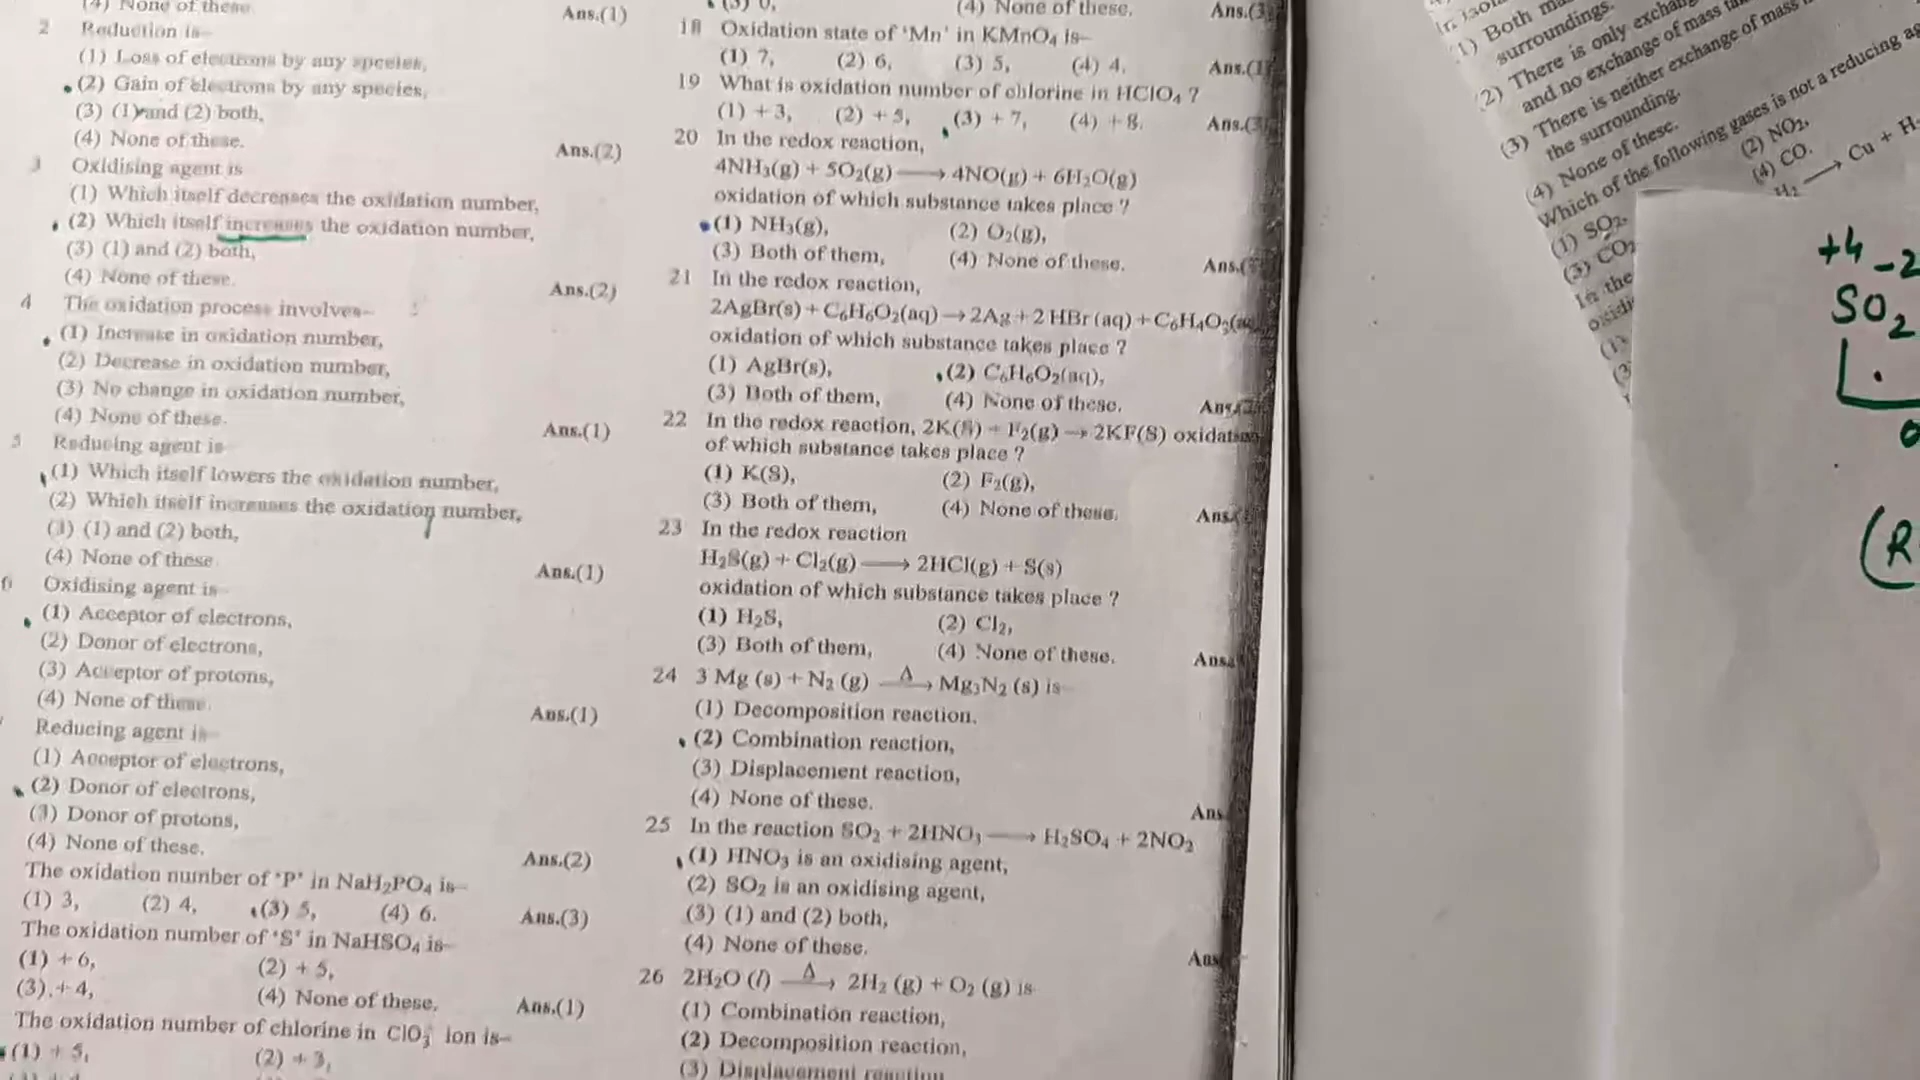 (4) None of these.
Ans.(1)
2 Reduction is–
(1) Loss of electrons by any species,
(2) Gain of electrons by any species,
(3) (1) and (2) both,
(4) None of these.
Ans.(2)
3 Oxidising agent is
(1) Which itself decreases the oxidation number,
(2) Which itself increases the oxidation number,
(3) (1) and (2) both,
(4) None of these.
Ans.(2)
4 The oxidation process involves–
(1) Increase in oxidation number,
(2) Decrease in oxidation number,
(3) No change in oxidation number,
(4) None of these.
Ans.(1)
5 Reducing agent is
(1) Which itself lowers the oxidation number,
(2) Which itself increases the oxidation number,
(3) (1) and (2) both,
(4) None of these
Ans.(1)
6 Oxidising agent is
(1) Acceptor of electrons,
(2) Donor of electrons,
(3) Acceptor of protons,
(4) None of these.
Ans.(1)
Reducing agent is
(1) Acceptor of electrons,
(2) Donor of electrons,
(3) Donor of protons,
(4) None of these.
Ans.(2)
The oxidation number of 'P' in NaH₂PO₄ is–
(1) 3, (2) 4, (3) 5, (4) 6.
Ans.(3)
The oxidation number of 'S' in NaHSO₄ is–
(1) +6, (2) +5,
(3) +4, (4) None of these.
Ans.(1)
The oxidation number of chlorine in ClO₃⁻ ion is–
(1) +5, (2) +3,
(4) None of these.
18 Oxidation state of 'Mn' in KMnO₄ is–
(1) 7, (2) 6, (3) 5, (4) 4.
19 What is oxidation number of chlorine in HClO₄ ?
(1) +3, (2) +5, (3) +7, (4) +8.
20 In the redox reaction,
4NH₃(g) + 5O₂(g) ⟶ 4NO(g) + 6H₂O(g)
oxidation of which substance takes place ?
(1) NH₃(g), (2) O₂(g),
(3) Both of them, (4) None of these.
21 In the redox reaction,
2AgBr(s) + C₆H₆O₂(aq) → 2Ag + 2 HBr (aq) + C₆H₄O₂
oxidation of which substance takes place ?
(1) AgBr(s), (2) C₆H₆O₂(aq),
(3) Both of them, (4) None of these.
22 In the redox reaction, 2K(S) + F₂(g) → 2KF(S)
of which substance takes place ?
(1) K(S), (2) F₂(g),
(3) Both of them, (4) None of these.
23 In the redox reaction
H₂S(g) + Cl₂(g) ⟶ 2HCl(g) + S(s)
oxidation of which substance takes place ?
(1) H₂S, (2) Cl₂,
(3) Both of them, (4) None of these.
24 3 Mg (s) + N₂ (g) —Δ→ Mg₃N₂ (s) is
(1) Decomposition reaction,
(2) Combination reaction,
(3) Displacement reaction,
(4) None of these.
25 In the reaction SO₂ + 2HNO₃ ⟶ H₂SO₄ + 2NO₂
(1) HNO₃ is an oxidising agent,
(2) SO₂ is an oxidising agent,
(3) (1) and (2) both,
(4) None of these.
26 2H₂O (l) —Δ→ 2H₂ (g) + O₂ (g) is
(1) Combination reaction,
(2) Decomposition reaction,
(3) Displacement reaction
(1) Both
surroundings.
(2) There is only
and no exchange of mass
(3) There is neither exchange of mass
the surrounding.
(4) None of these.
Which of the following gases is not a reducing
(1) SO₂, (2) NO₂,
(3) CO₂ (4) CO.
H₂ ⟶ Cu + H
+4 -2
SO₂